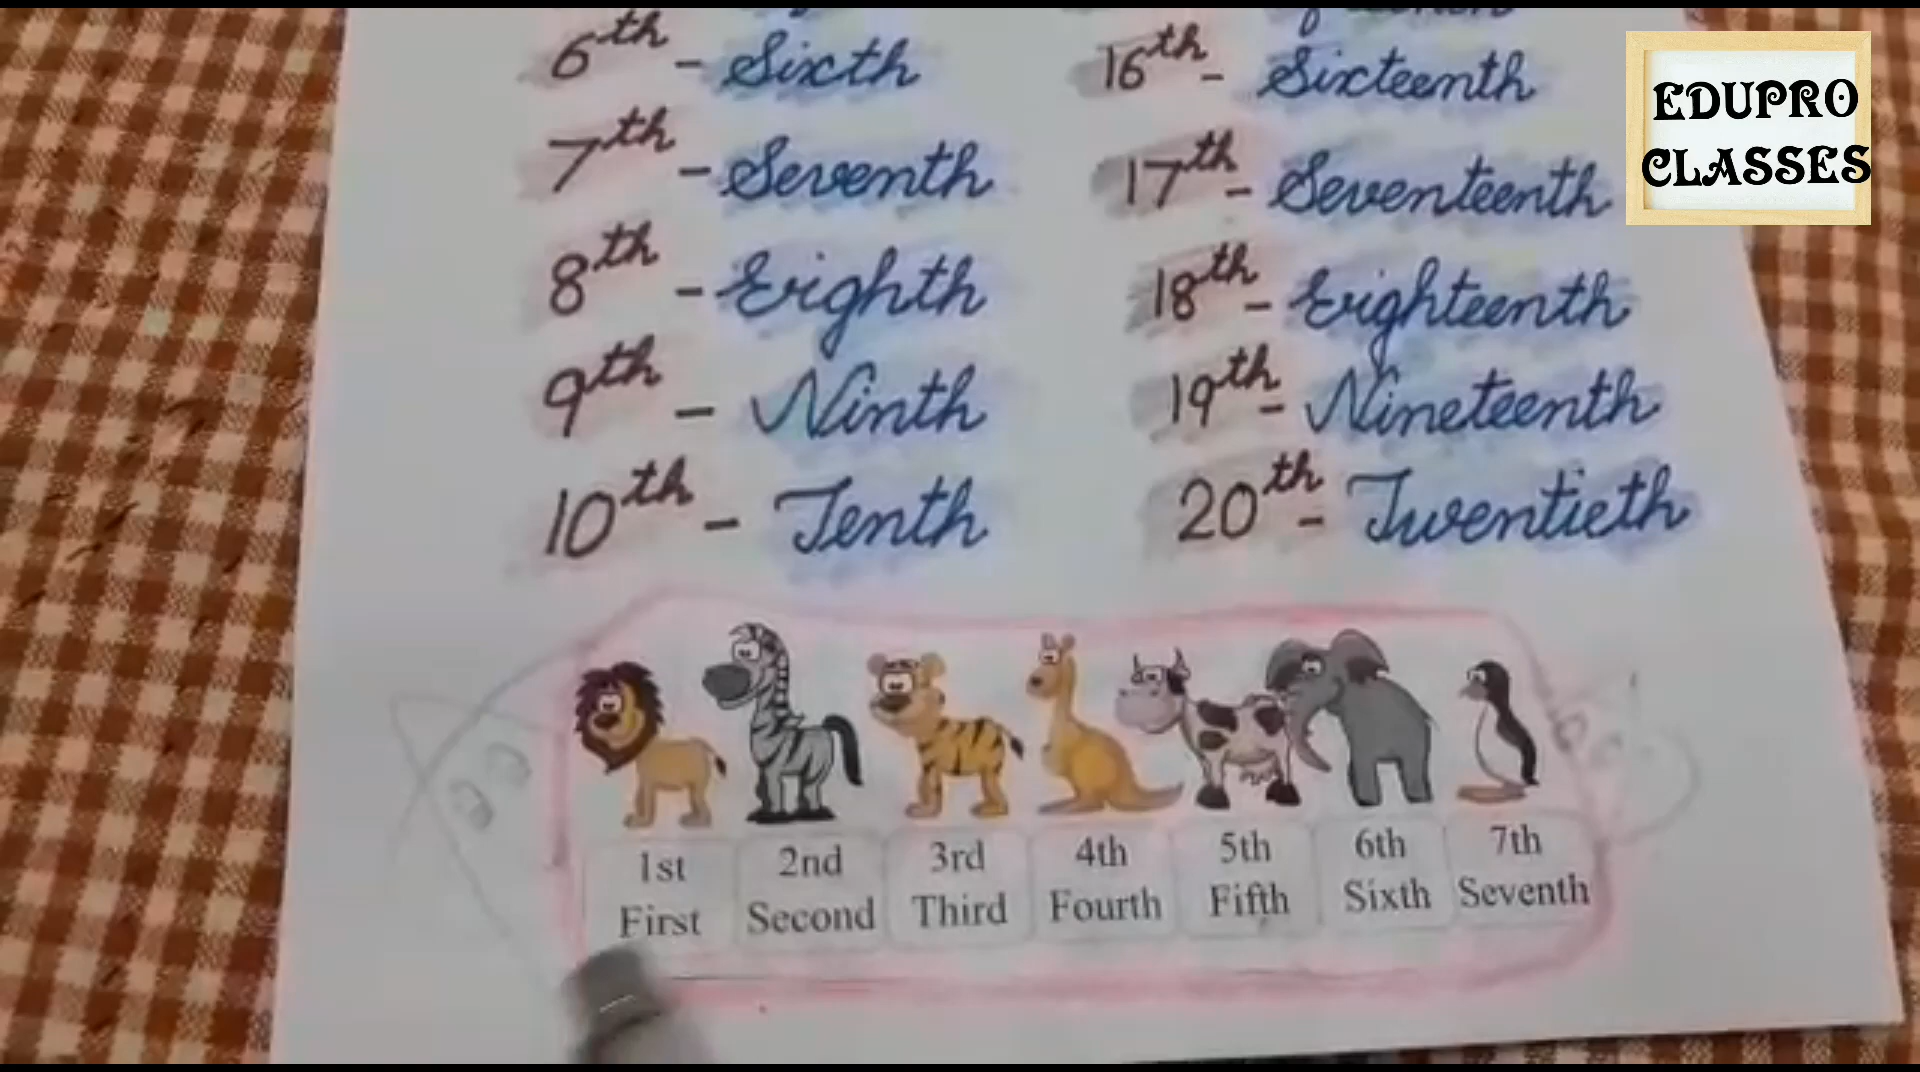 6th - Sixth
7th - Seventh
8th - Eighth
9th - Ninth
10th - Tenth
16th - Sixteenth
17th - Seventeenth
18th - Eighteenth
19th - Nineteenth
20th - Twentieth
EDUPRO
CLASSES
1st 2nd 3rd 4th 5th 6th 7th
First Second Third Fourth Fifth Sixth Seventh